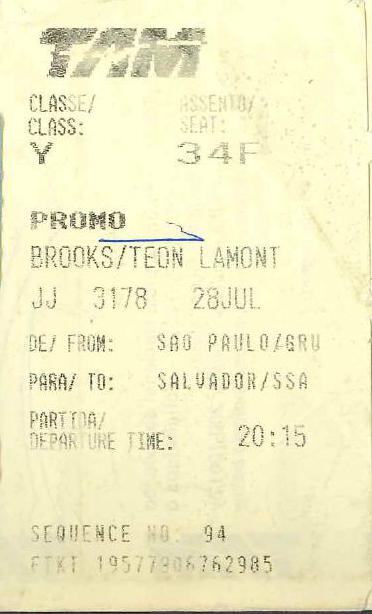 TAM
CLASSE/ ASSENTO/
CLASS: SEAT:
Y 34F
PROMO
BROOKS/TEON LAMONT
JJ 3178 28JUL
DE/ FROM: SAO PAULO/GRU
PARA/ TO: SALVADOR/SSA
PARTIDA/
DEPARTURE TIME: 20:15
SEQUENCE NO: 94
ETKT 19577906762985